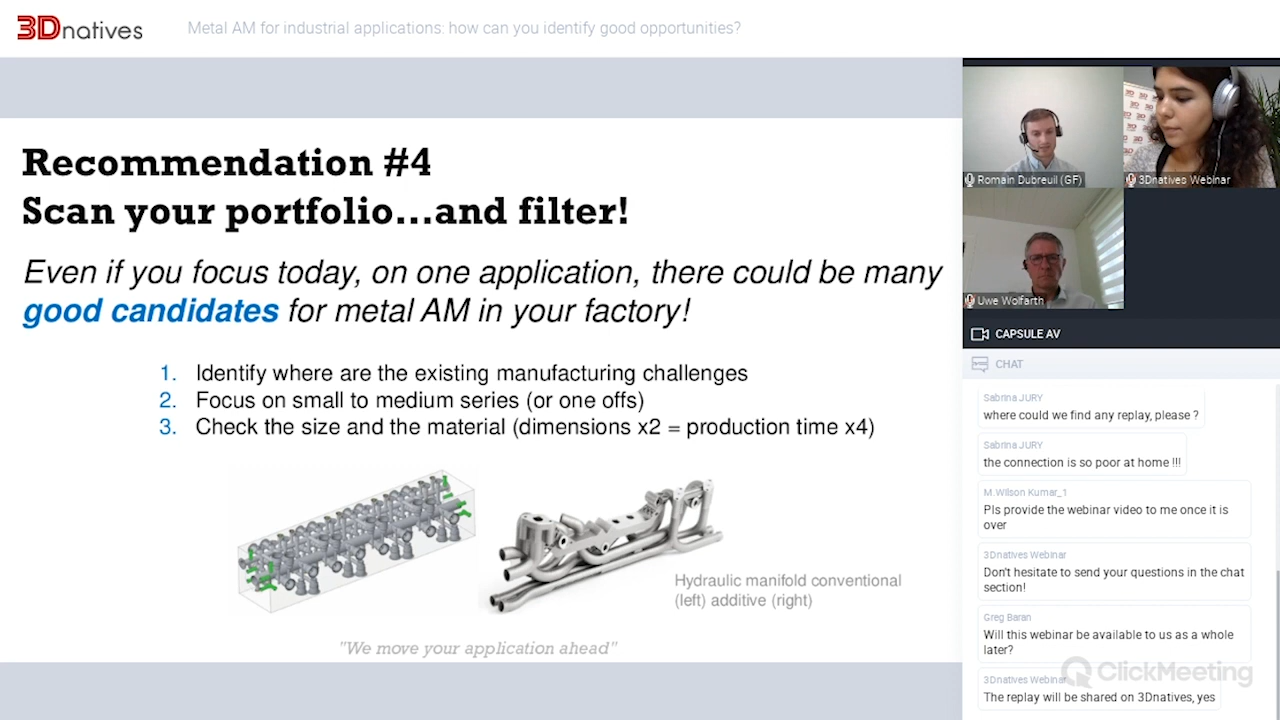 3Dnatives
Metal AM for industrial applications: how can you identify good opportunities?
Recommendation #4
Scan your portfolio...and filter!
Even if you focus today, on one application, there could be many
good candidates for metal AM in your factory!
1. Identify where are the existing manufacturing challenges
2. Focus on small to medium series (or one offs)
3. Check the size and the material (dimensions x2 = production time x4)
Hydraulic manifold conventional
(left) additive (right)
"We move your application ahead"
Romain Dubreuil (GF)
3Dnatives Webinar
Uwe Wolfarth
CAPSULE AV
CHAT
Sabrina JURY
where could we find any replay, please ?
Sabrina JURY
the connection is so poor at home !!!
M.Wilson Kumar_1
Pls provide the webinar video to me once it is
over
3Dnatives Webinar
Don't hesitate to send your questions in the chat
section!
Greg Baran
Will this webinar be available to us as a whole
later?
3Dnatives Webinar
The replay will be shared on 3Dnatives, yes
ClickMeeting